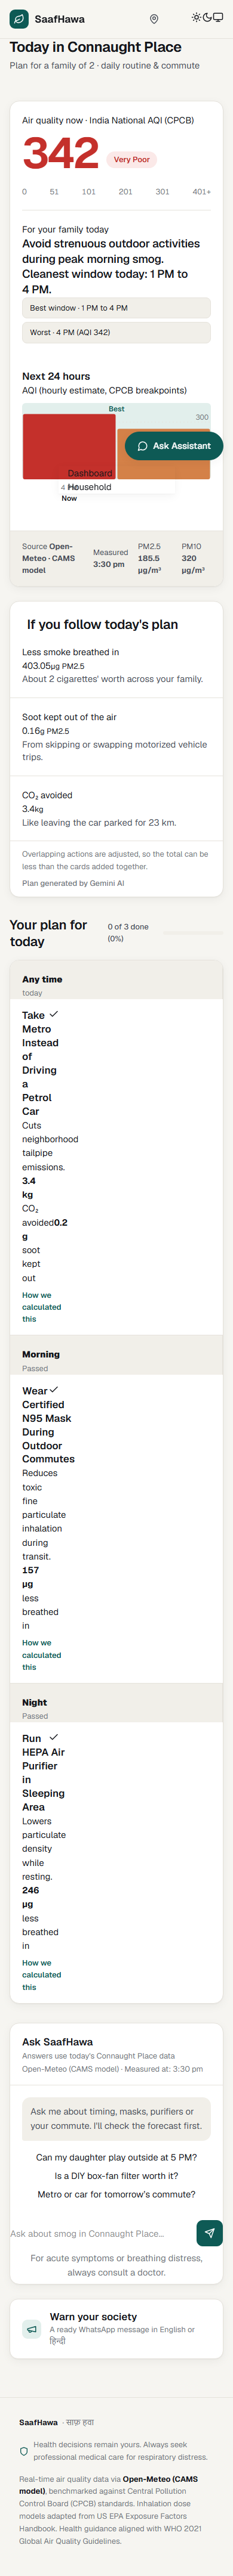 SaafHawa
Today in Connaught Place
Plan for a family of 2 · daily routine & commute
Air quality now · India National AQI (CPCB)
342
Very Poor
0 51 101 201 301 401+
For your family today
Avoid strenuous outdoor activities
during peak morning smog.
Cleanest window today: 1 PM to
4 PM.
Best window · 1 PM to 4 PM
Worst · 4 PM (AQI 342)
Next 24 hours
AQI (hourly estimate, CPCB breakpoints)
Best
300
Ask Assistant
Dashboard
Household
Now
Source Open-
Meteo · CAMS
model
Measured
3:30 pm
PM2.5
185.5
µg/m³
PM10
320
µg/m³
If you follow today's plan
Less smoke breathed in
403.05µg PM2.5
About 2 cigarettes' worth across your family.
Soot kept out of the air
0.16g PM2.5
From skipping or swapping motorized vehicle
trips.
CO₂ avoided
3.4kg
Like leaving the car parked for 23 km.
Overlapping actions are adjusted, so the total can be
less than the cards added together.
Plan generated by Gemini AI
Your plan for
today
0 of 3 done
(0%)
Any time
today
Take
Metro
Instead
of
Driving
a
Petrol
Car
Cuts
neighborhood
tailpipe
emissions.
3.4
kg
CO₂
avoided0.2
g
soot
kept
out
How we
calculated
this
Morning
Passed
Wear
Certified
N95 Mask
During
Outdoor
Commutes
Reduces
toxic
fine
particulate
inhalation
during
transit.
157
µg
less
breathed
in
How we
calculated
this
Night
Passed
Run
HEPA Air
Purifier
in
Sleeping
Area
Lowers
particulate
density
while
resting.
246
µg
less
breathed
in
How we
calculated
this
Ask SaafHawa
Answers use today's Connaught Place data
Open-Meteo (CAMS model) · Measured at: 3:30 pm
Ask me about timing, masks, purifiers or
your commute. I'll check the forecast first.
Can my daughter play outside at 5 PM?
Is a DIY box-fan filter worth it?
Metro or car for tomorrow's commute?
Ask about smog in Connaught Place...
For acute symptoms or breathing distress,
always consult a doctor.
Warn your society
A ready WhatsApp message in English or
हिन्दी
SaafHawa · साफ़ हवा
Health decisions remain yours. Always seek
professional medical care for respiratory distress.
Real-time air quality data via Open-Meteo (CAMS
model), benchmarked against Central Pollution
Control Board (CPCB) standards. Inhalation dose
models adapted from US EPA Exposure Factors
Handbook. Health guidance aligned with WHO 2021
Global Air Quality Guidelines.